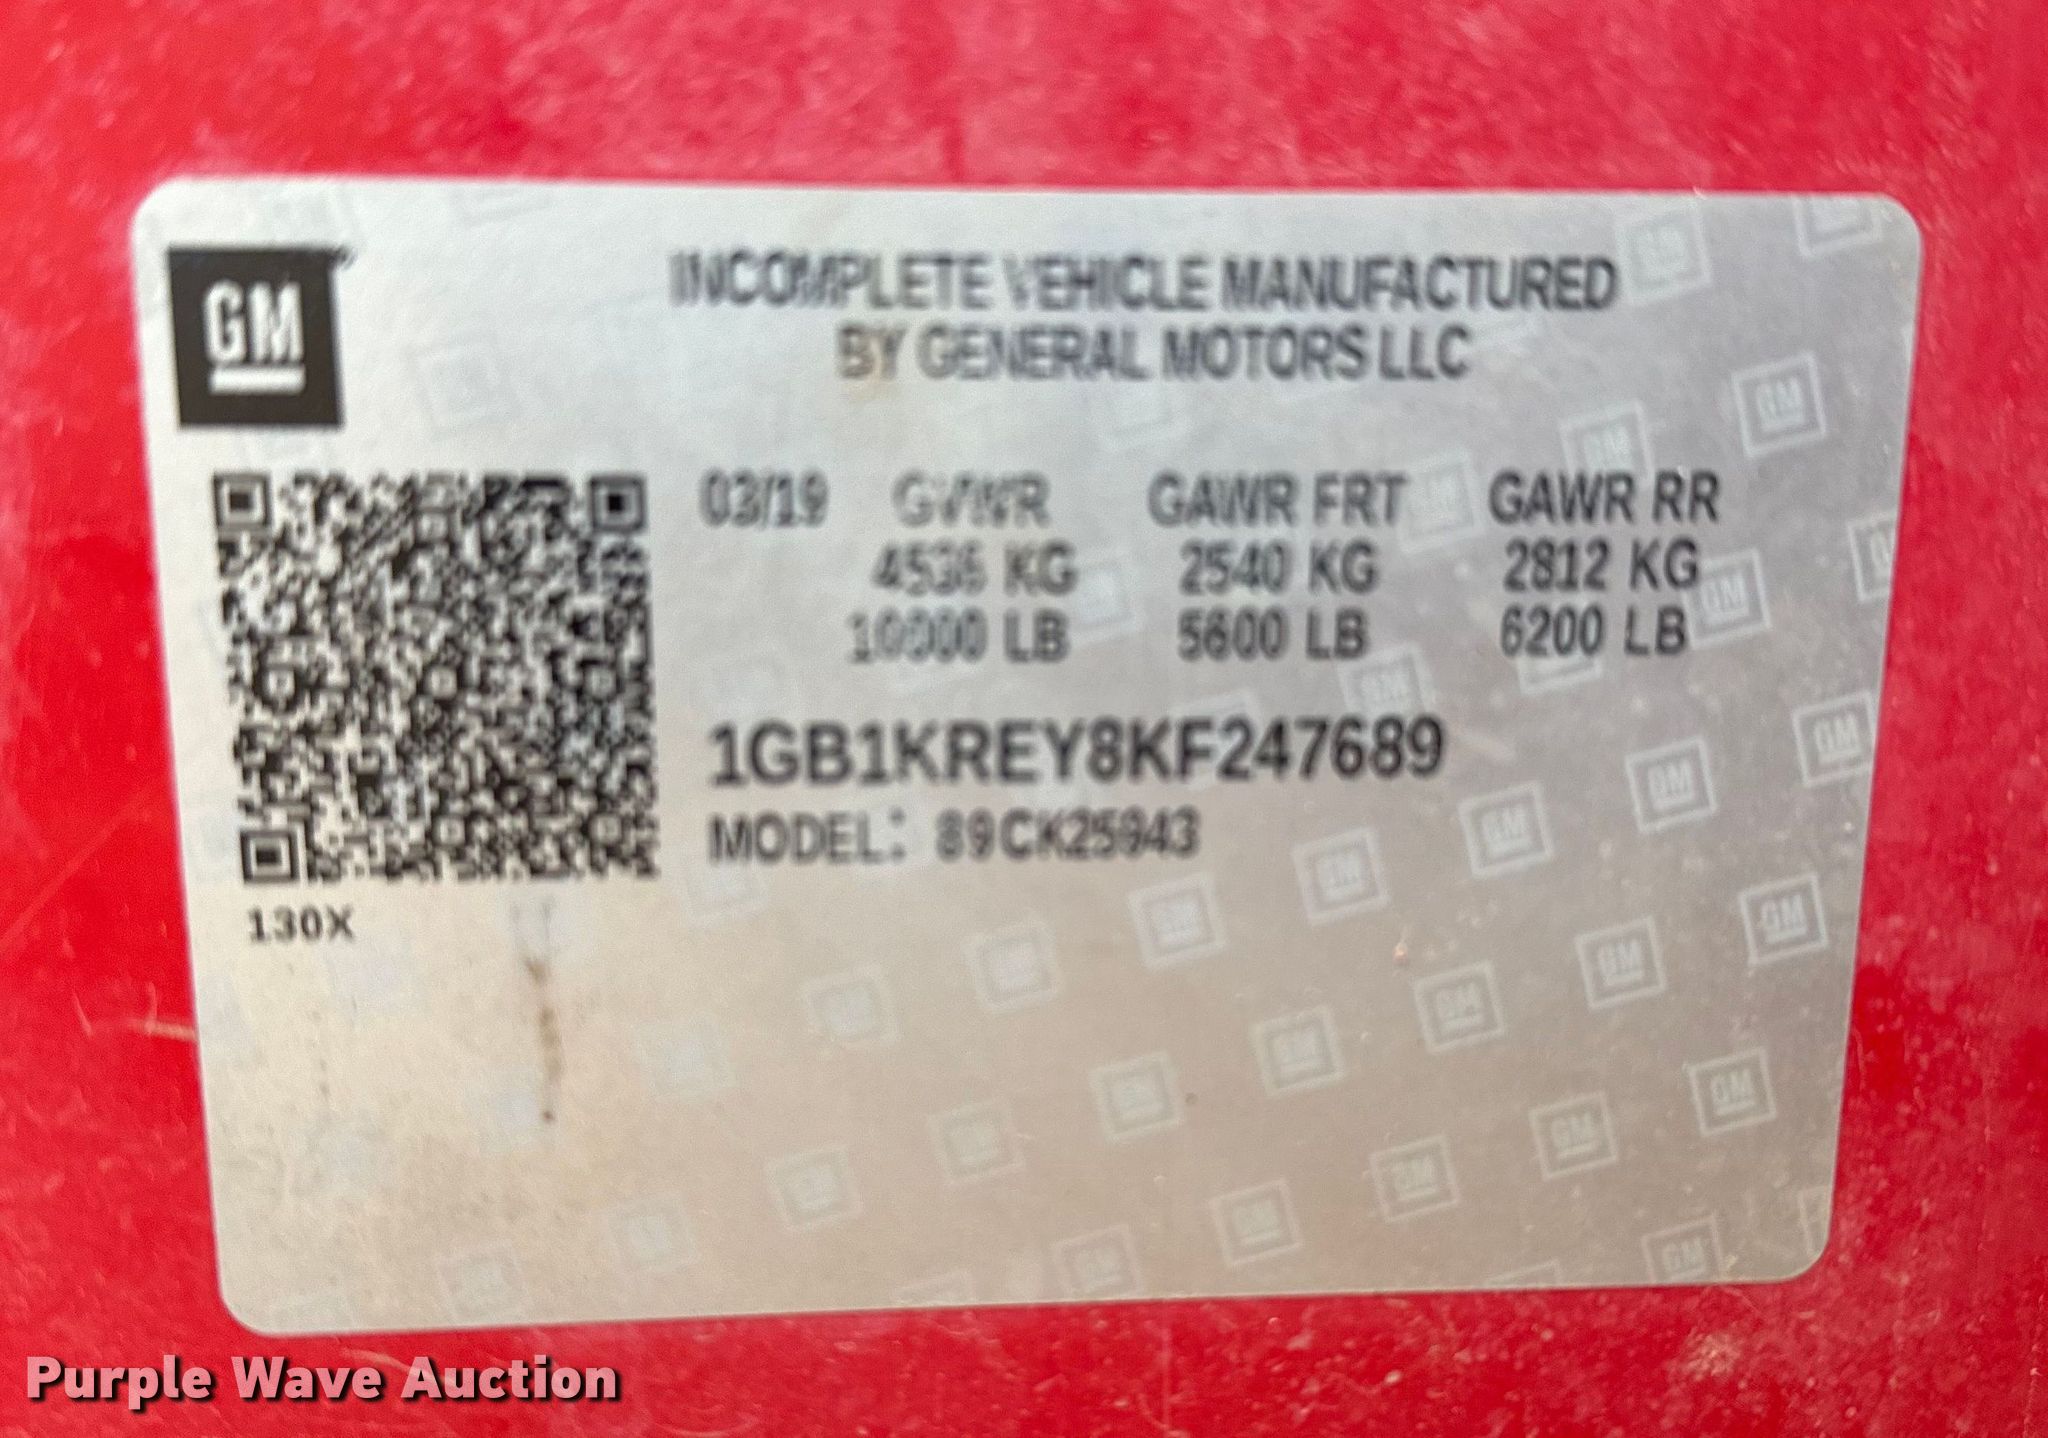 GM
INCOMPLETE VEHICLE MANUFACTURED
BY GENERAL MOTORS LLC
03/19 GVWR GAWR FRT GAWR RR
4536 KG 2540 KG 2812 KG
10000 LB 5600 LB 6200 LB
1GB1KREY8KF247689
MODEL: 89CK25943
130X
Purple Wave Auction